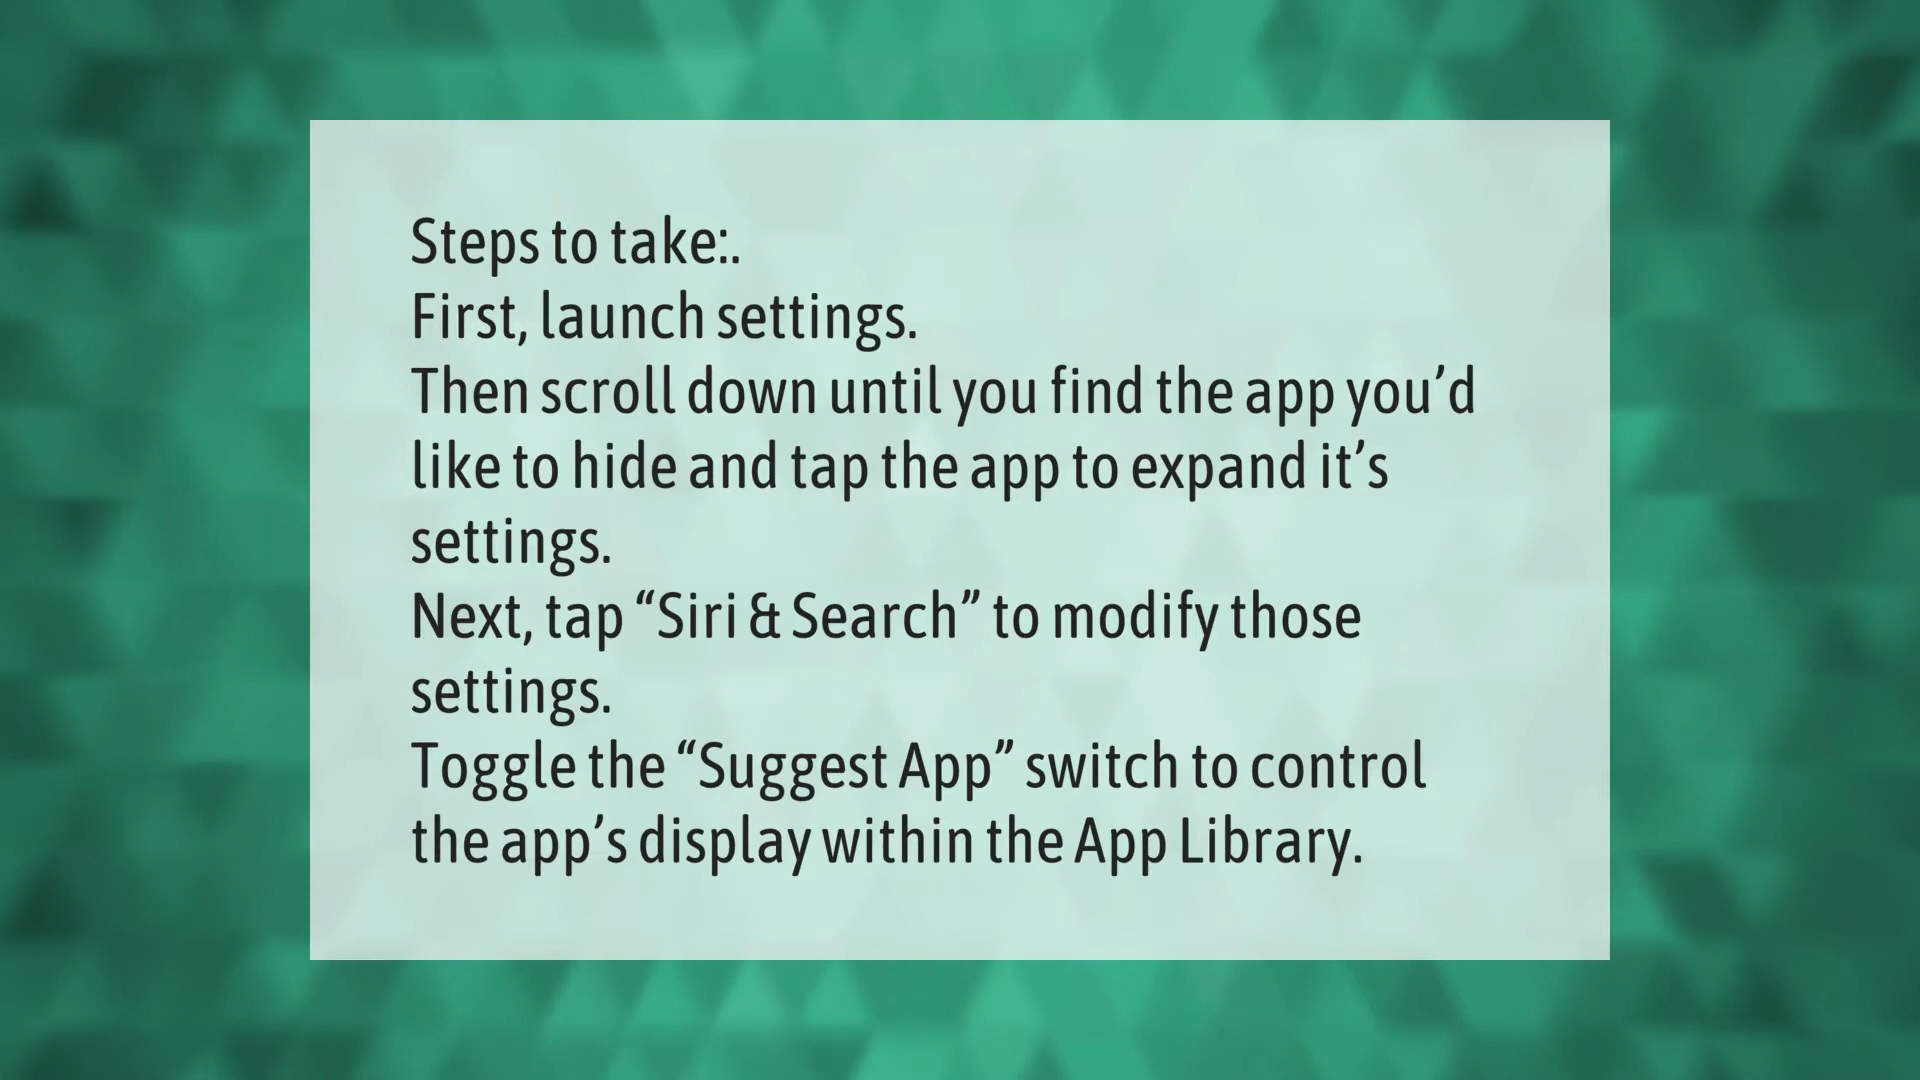 Steps to take:.
First, launch settings.
Then scroll down until you find the app you’d
like to hide and tap the app to expand it’s
settings.
Next, tap “Siri & Search” to modify those
settings.
Toggle the “Suggest App” switch to control
the app’s display within the App Library.